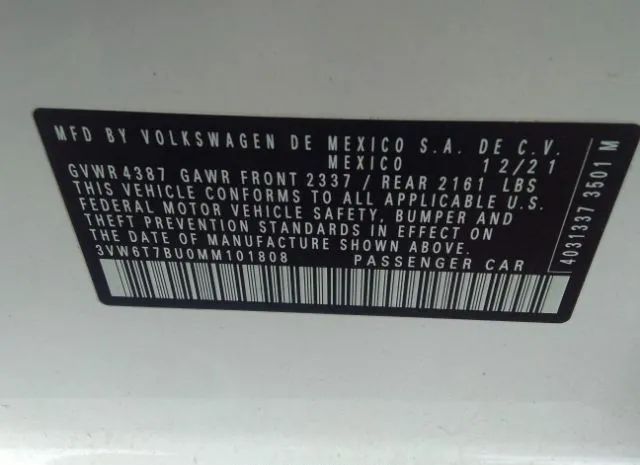 MFD BY VOLKSWAGEN DE MEXICO S.A. DE C.V.
MEXICO 12/21
GVWR 4387 GAWR FRONT 2337 / REAR 2161 LBS
THIS VEHICLE CONFORMS TO ALL APPLICABLE U.S.
FEDERAL MOTOR VEHICLE SAFETY, BUMPER AND
THEFT PREVENTION STANDARDS IN EFFECT ON
THE DATE OF MANUFACTURE SHOWN ABOVE.
3VW6T7BU0MM101808 PASSENGER CAR
4031337 3501 M